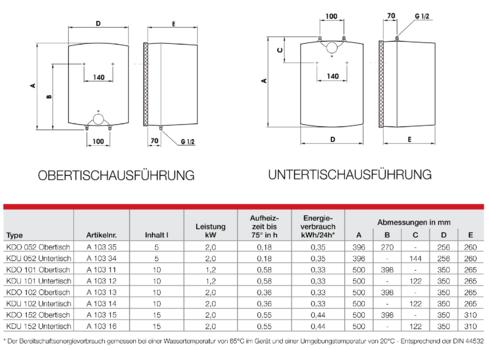 D E 100 70 G 1/2
A B C 140 140 A
100 70 G 1/2 D E
OBERTISCHAUSFÜHRUNG UNTERTISCHAUSFÜHRUNG
Type Artikelnr. Inhalt l Leistung kW Aufheizzeit bis 75° in h Energieverbrauch kWh/24h* Abmessungen in mm A B C D E
KDO 052 Obertisch A 103 35 5 2,0 0,18 0,35 396 270 - 256 260
KDU 052 Untertisch A 103 34 5 2,0 0,18 0,35 396 - 144 256 260
KDO 101 Obertisch A 103 11 10 1,2 0,58 0,33 500 398 - 350 265
KDU 101 Untertisch A 103 12 10 1,2 0,58 0,33 500 - 122 350 265
KDO 102 Obertisch A 103 13 10 2,0 0,36 0,33 500 398 - 350 265
KDU 102 Untertisch A 103 14 10 2,0 0,36 0,33 500 - 122 350 265
KDO 152 Obertisch A 103 15 15 2,0 0,55 0,44 500 398 - 350 310
KDU 152 Untertisch A 103 16 15 2,0 0,55 0,44 500 - 122 350 310
* Der Bereitschaftsenergieverbrauch gemessen bei einer Wassertemperatur von 65°C im Gerät und einer Umgebungstemperatur von 20°C - Entsprechend der DIN 44532